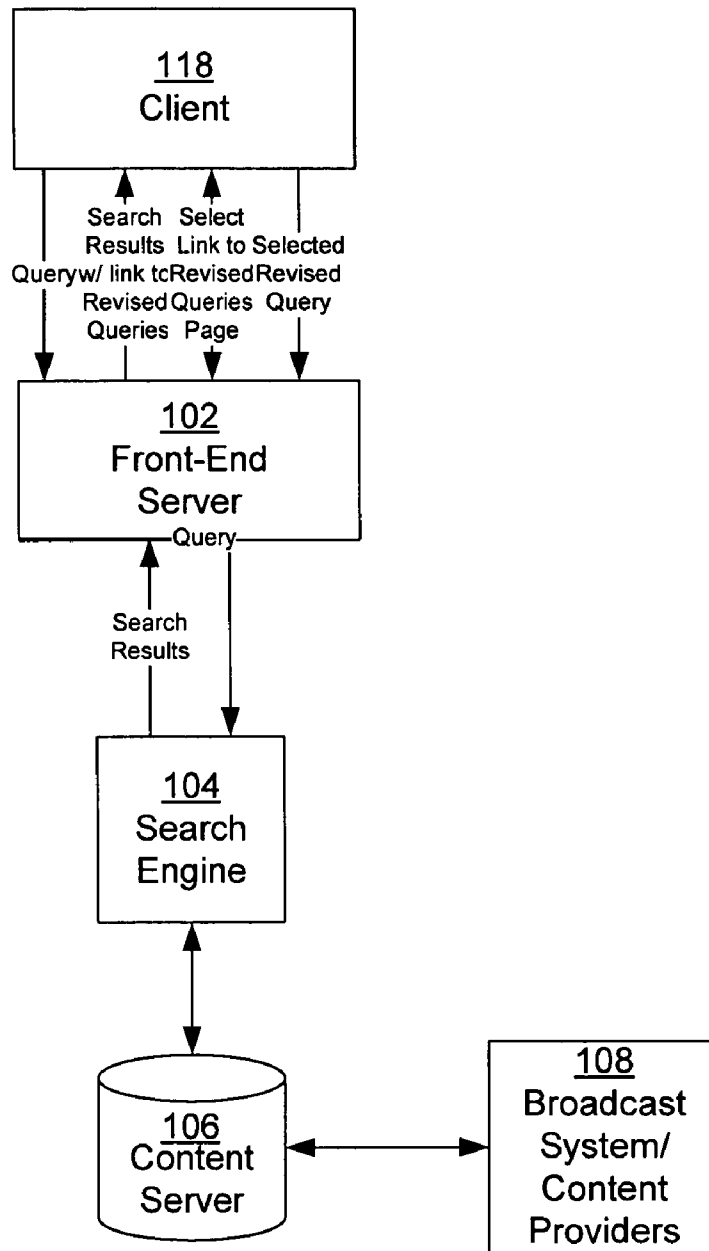 118
Client
Query
Search
Results
w/ link tc
Revised
Queries
Select
Link to
Revised
Queries
Page
Selected
Revised
Query
102
Front-End
Server
Query
Search
Results
104
Search
Engine
106
Content
Server
108
Broadcast
System/
Content
Providers